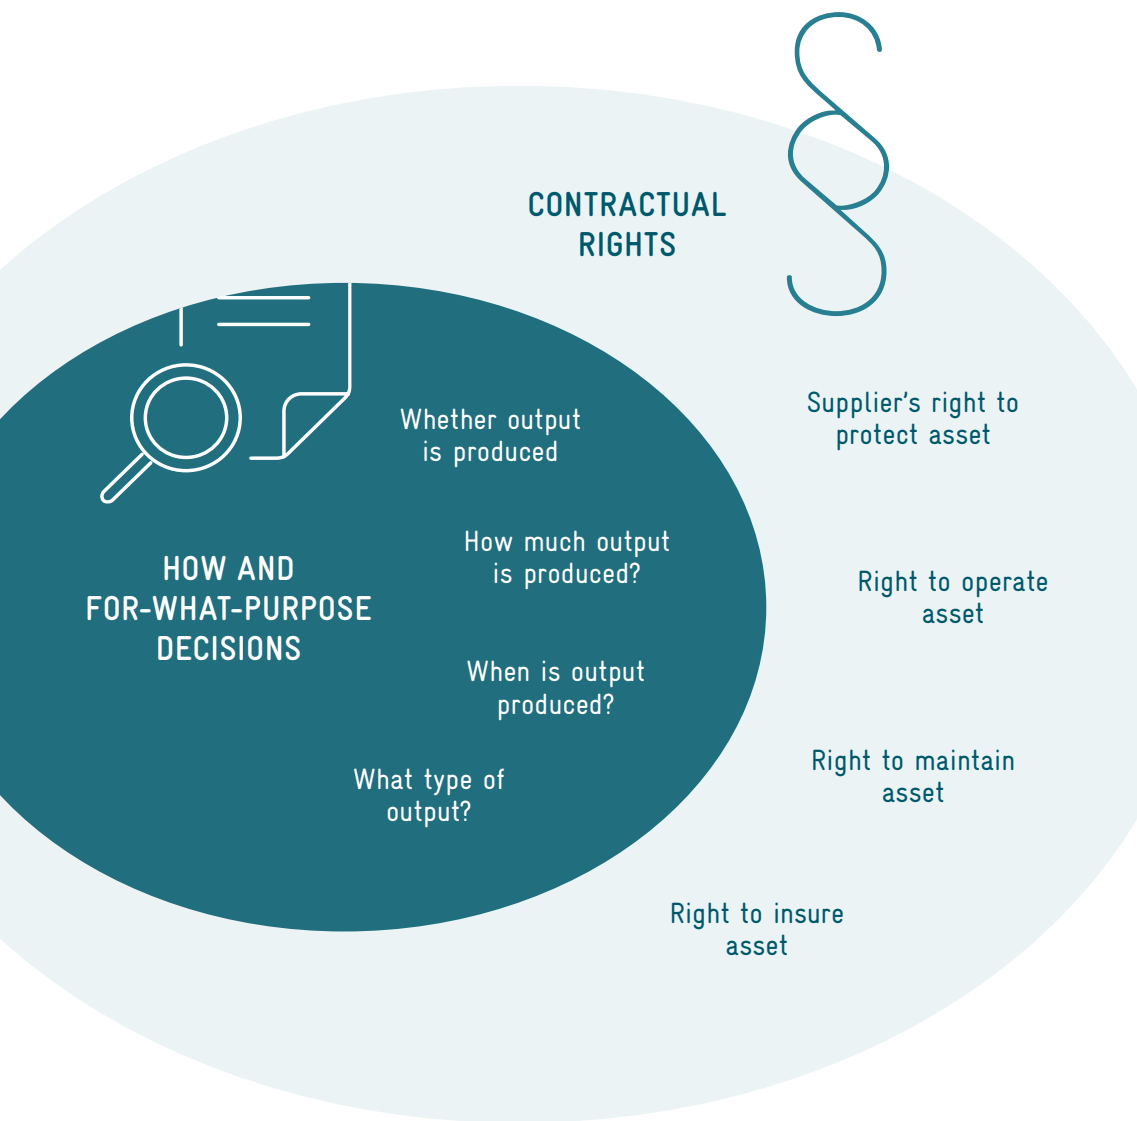 CONTRACTUAL
RIGHTS
Supplier's right to
protect asset
Whether output
is produced
How much output
is produced?
HOW AND
FOR-WHAT-PURPOSE
DECISIONS
Right to operate
asset
When is output
produced?
Right to maintain
asset
What type of
output?
Right to insure
asset